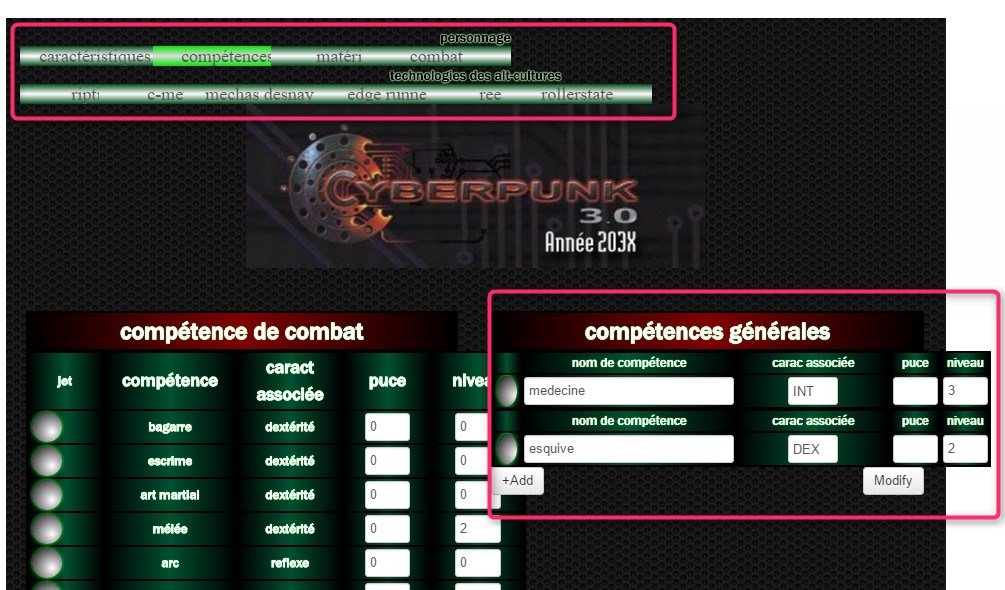 personnage
caractéristiques compétences matéri combat
technologies des alt-cultures
ripti c-me mechas desnay edge runne ree rollerstate
CYBERPUNK
3.0
Année 203X
compétence de combat
jet compétence caract associée puce
bagarre dextérité 0 0
escrime dextérité 0 0
art martial dextérité 0 0
mêlée dextérité 0 2
arc reflexe 0 0
compétences générales
nom de compétence carac associée puce niveau
medecine INT 3
nom de compétence carac associée puce niveau
esquive DEX 2
+Add Modify